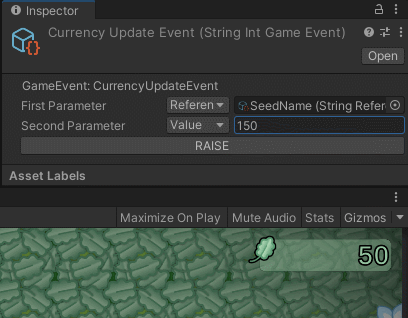 Inspector
Currency Update Event (String Int Game Event)
Open
GameEvent: CurrencyUpdateEvent
First Parameter Referen SeedName (String Refer
Second Parameter Value 150
RAISE
Asset Labels
Maximize On Play Mute Audio Stats Gizmos
50